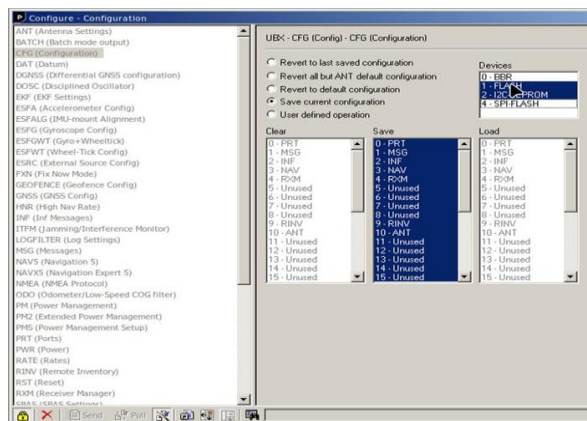 Configure - Configuration
ANT (Antenna Settings)
BATCH (Batch mode output)
CFG (Configuration)
DAT (Datum)
DGNSS (Differential GNSS configuration)
DOSC (Disciplined Oscillator)
EKF (EKF Settings)
ESFA (Accelerometer Config)
ESFALG (IMU-mount Alignment)
ESFG (Gyroscope Config)
ESFGWT (Gyro+Wheeltick)
ESFWT (Wheel-Tick Config)
ESRC (External Source Config)
FXN (Fix Now Mode)
GEOFENCE (Geofence Config)
GNSS (GNSS Config)
HNR (High Nav Rate)
INF (Inf Messages)
ITFM (Jamming/Interference Monitor)
LOGFILTER (Log Settings)
MSG (Messages)
NAV5 (Navigation 5)
NAVX5 (Navigation Expert 5)
NMEA (NMEA Protocol)
ODO (Odometer/Low-Speed COG filter)
PM (Power Management)
PM2 (Extended Power Management)
PMS (Power Management Setup)
PRT (Ports)
PWR (Power)
RATE (Rates)
RINV (Remote Inventory)
RST (Reset)
RXM (Receiver Manager)
SBAS (SBAS Settings)
UBX - CFG (Config) - CFG (Configuration)
Revert to last saved configuration
Revert all but ANT default configuration
Revert to default configuration
Save current configuration
User defined operation
Devices
0 - BBR
1 - FLASH
2 - I2C-EEPROM
4 - SPI-FLASH
Clear
0 - PRT
1 - MSG
2 - INF
3 - NAV
4 - RXM
5 - Unused
6 - Unused
7 - Unused
8 - Unused
9 - RINV
10 - ANT
11 - Unused
12 - Unused
13 - Unused
14 - Unused
15 - Unused
Save
0 - PRT
1 - MSG
2 - INF
3 - NAV
4 - RXM
5 - Unused
6 - Unused
7 - Unused
8 - Unused
9 - RINV
10 - ANT
11 - Unused
12 - Unused
13 - Unused
14 - Unused
15 - Unused
Load
0 - PRT
1 - MSG
2 - INF
3 - NAV
4 - RXM
5 - Unused
6 - Unused
7 - Unused
8 - Unused
9 - RINV
10 - ANT
11 - Unused
12 - Unused
13 - Unused
14 - Unused
15 - Unused
Send
Poll